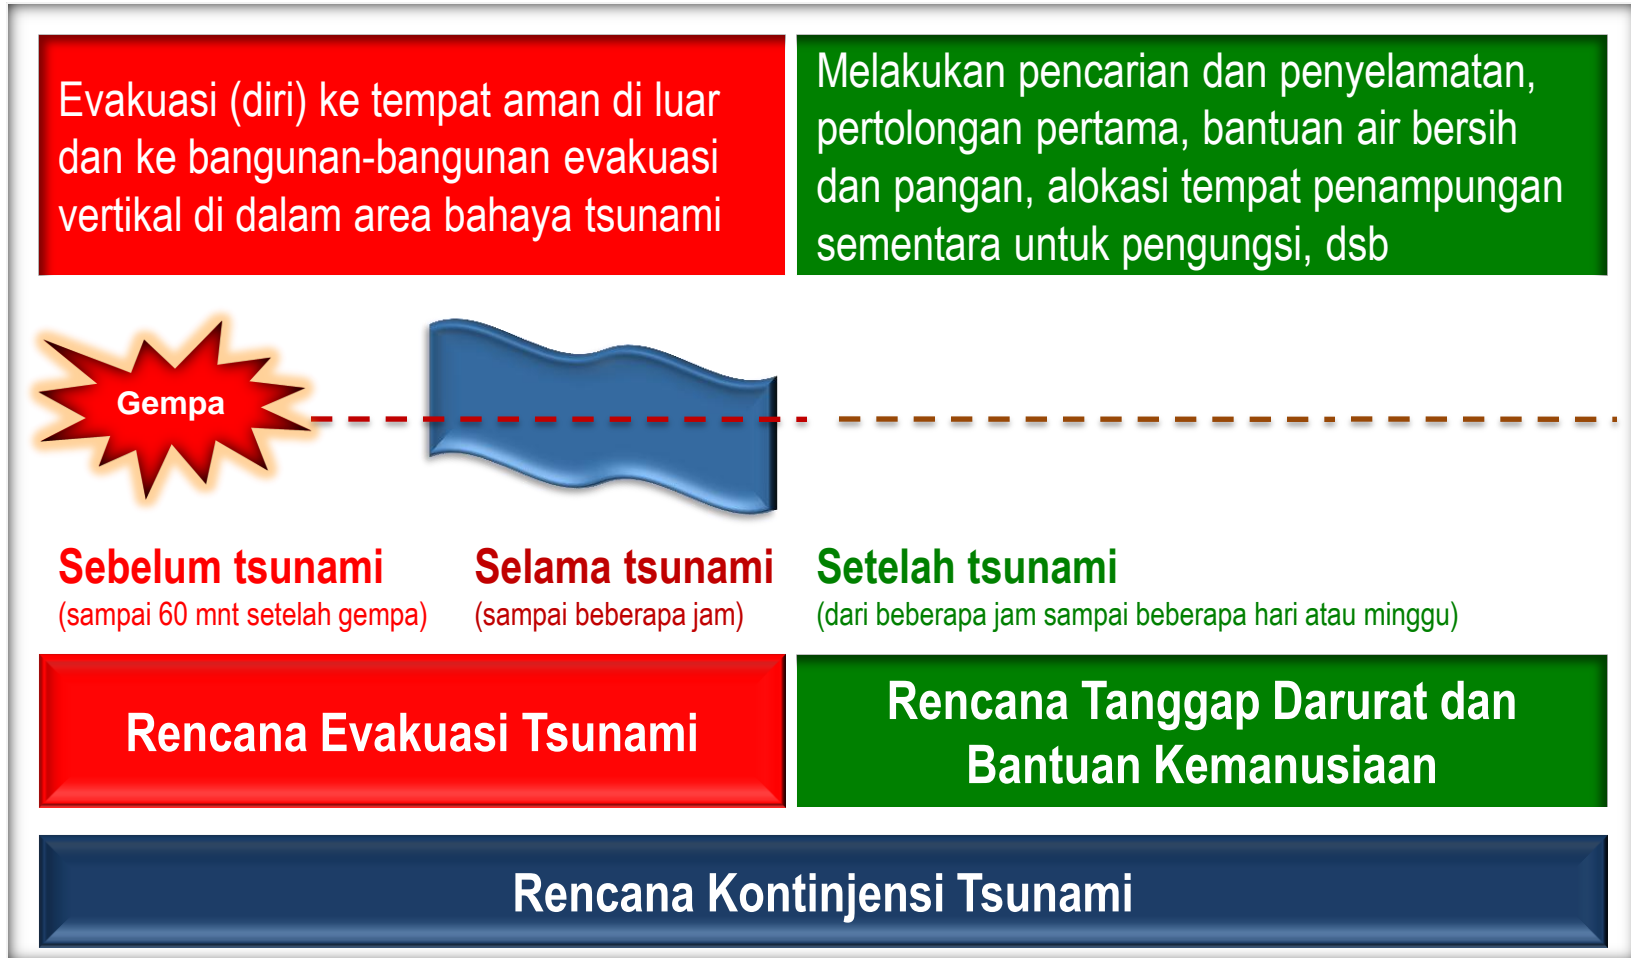 Evakuasi (diri) ke tempat aman di luar
dan ke bangunan-bangunan evakuasi
vertikal di dalam area bahaya tsunami
Melakukan pencarian dan penyelamatan,
pertolongan pertama, bantuan air bersih
dan pangan, alokasi tempat penampungan
sementara untuk pengungsi, dsb
Gempa
Sebelum tsunami
(sampai 60 mnt setelah gempa)
Selama tsunami
(sampai beberapa jam)
Setelah tsunami
(dari beberapa jam sampai beberapa hari atau minggu)
Rencana Evakuasi Tsunami
Rencana Tanggap Darurat dan
Bantuan Kemanusiaan
Rencana Kontinjensi Tsunami